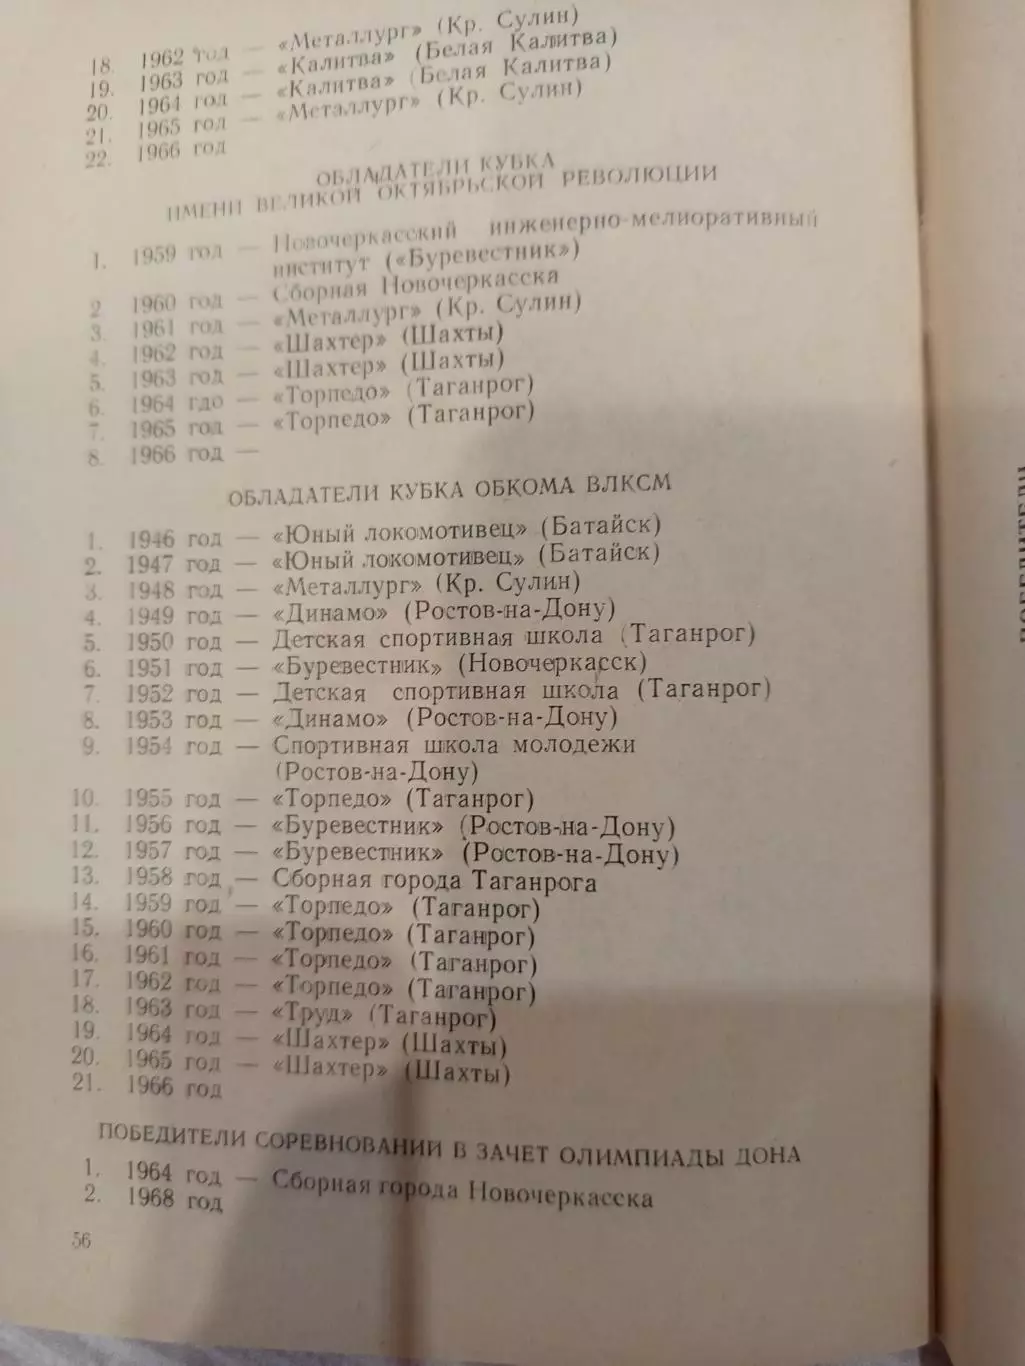 18. 1962 год — «Металлург» (Кр. Сулин)
19. 1963 год — «Калитва» (Белая Калитва)
20. 1964 год — «Калитва» (Белая Калитва)
21. 1965 год — «Металлург» (Кр. Сулин)
22. 1966 год
ОБЛАДАТЕЛИ КУБКА
ИМЕНИ ВЕЛИКОЙ ОКТЯБРЬСКОЙ РЕВОЛЮЦИИ
1. 1959 год — Новочеркасский инженерно-мелиоративный
институт («Буревестник»)
2 1960 год — Сборная Новочеркасска
3. 1961 год — «Металлург» (Кр. Сулин)
4. 1962 год — «Шахтер» (Шахты)
5. 1963 год — «Шахтер» (Шахты)
6. 1964 гдо — «Торпедо» (Таганрог)
7. 1965 год — «Торпедо» (Таганрог)
8. 1966 год —
ОБЛАДАТЕЛИ КУБКА ОБКОМА ВЛКСМ
1. 1946 год — «Юный локомотивец» (Батайск)
2. 1947 год — «Юный локомотивец» (Батайск)
3. 1948 год — «Металлург» (Кр. Сулин)
4. 1949 год — «Динамо» (Ростов-на-Дону)
5. 1950 год — Детская спортивная школа (Таганрог)
6. 1951 год — «Буревестник» (Новочеркасск)
7. 1952 год — Детская спортивная школа (Таганрог)
8. 1953 год — «Динамо» (Ростов-на-Дону)
9. 1954 год — Спортивная школа молодежи
(Ростов-на-Дону)
10. 1955 год — «Торпедо» (Таганрог)
11. 1956 год — «Буревестник» (Ростов-на-Дону)
12. 1957 год — «Буревестник» (Ростов-на-Дону)
13. 1958 год — Сборная города Таганрога
14. 1959 год — «Торпедо» (Таганрог)
15. 1960 год — «Торпедо» (Таганрог)
16. 1961 год — «Торпедо» (Таганрог)
17. 1962 год — «Торпедо» (Таганрог)
18. 1963 год — «Труд» (Таганрог)
19. 1964 год — «Шахтер» (Шахты)
20. 1965 год — «Шахтер» (Шахты)
21. 1966 год
ПОБЕДИТЕЛИ СОРЕВНОВАНИИ В ЗАЧЕТ ОЛИМПИАДЫ ДОНА
1. 1964 год — Сборная города Новочеркасска
2. 1968 год
56